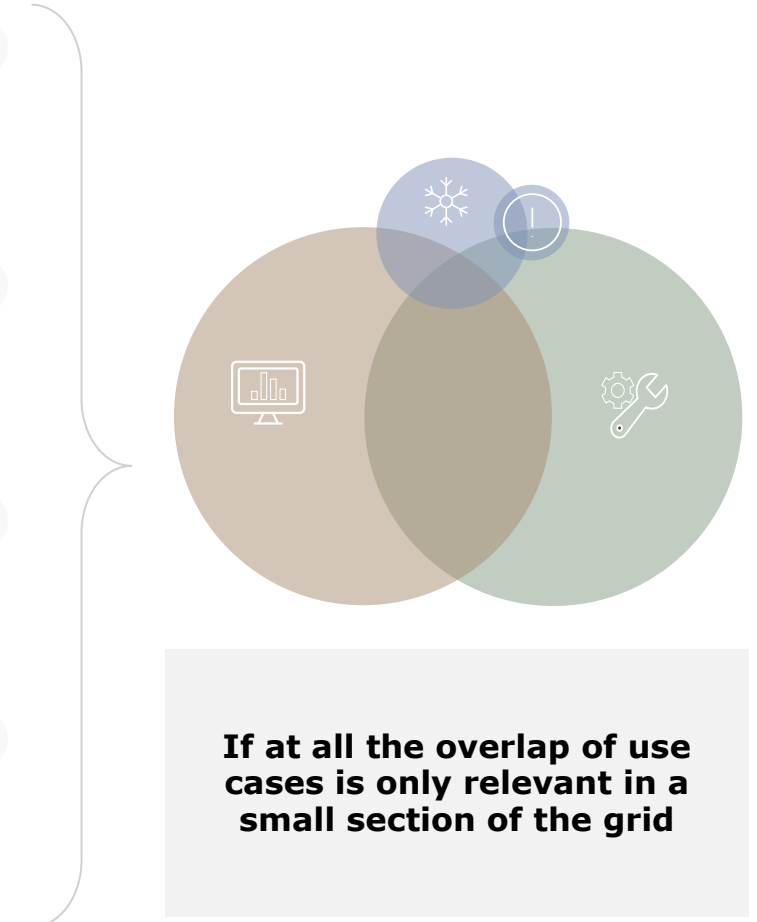 If at all the overlap of use
cases is only relevant in a
small section of the grid